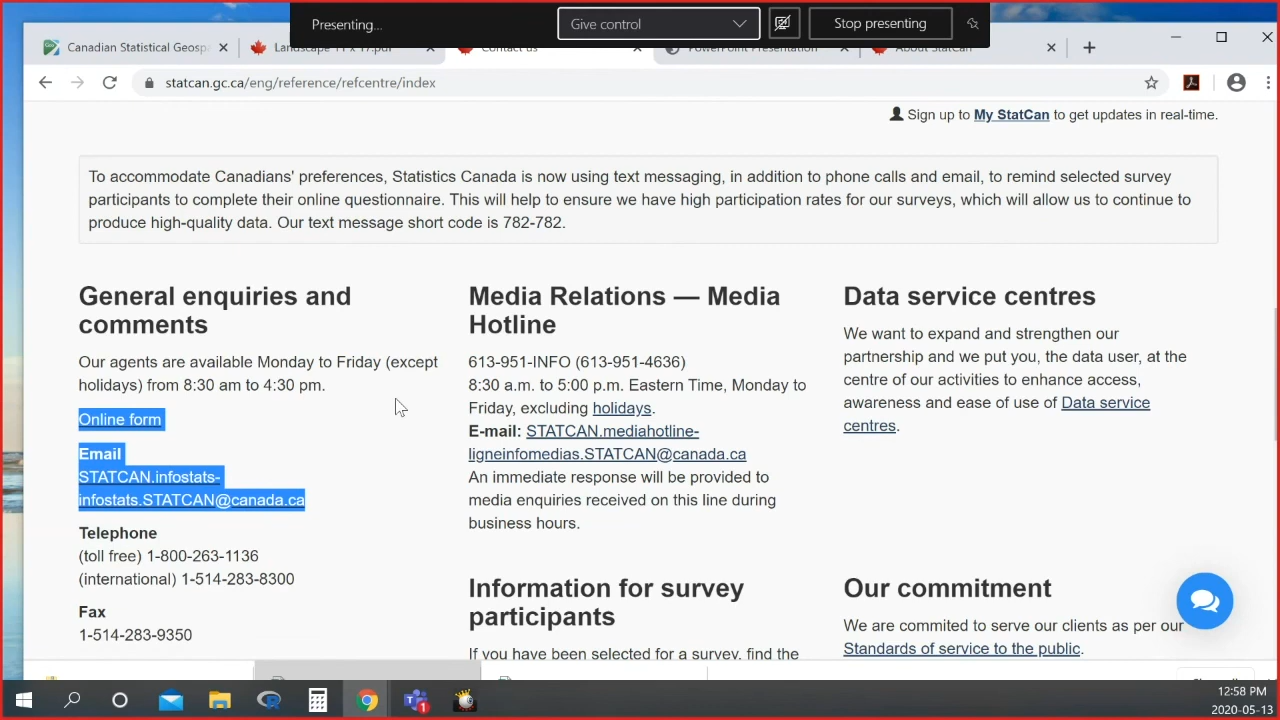 Presenting...
Give control
Stop presenting
Canadian Statistical Geospa
Landscape 11 x 17.pdf
Contact us
PowerPoint Presentation
About StatCan
statcan.gc.ca/eng/reference/refcentre/index
Sign up to My StatCan to get updates in real-time.
To accommodate Canadians' preferences, Statistics Canada is now using text messaging, in addition to phone calls and email, to remind selected survey
participants to complete their online questionnaire. This will help to ensure we have high participation rates for our surveys, which will allow us to continue to
produce high-quality data. Our text message short code is 782-782.
General enquiries and
comments
Our agents are available Monday to Friday (except
holidays) from 8:30 am to 4:30 pm.
Online form
Email
STATCAN.infostats-
infostats.STATCAN@canada.ca
Telephone
(toll free) 1-800-263-1136
(international) 1-514-283-8300
Fax
1-514-283-9350
Media Relations — Media
Hotline
613-951-INFO (613-951-4636)
8:30 a.m. to 5:00 p.m. Eastern Time, Monday to
Friday, excluding holidays.
E-mail: STATCAN.mediahotline-
ligneinfomedias.STATCAN@canada.ca
An immediate response will be provided to
media enquiries received on this line during
business hours.
Information for survey
participants
If you have been selected for a survey, find the
Data service centres
We want to expand and strengthen our
partnership and we put you, the data user, at the
centre of our activities to enhance access,
awareness and ease of use of Data service
centres.
Our commitment
We are commited to serve our clients as per our
Standards of service to the public.
1
12:58 PM
2020-05-13